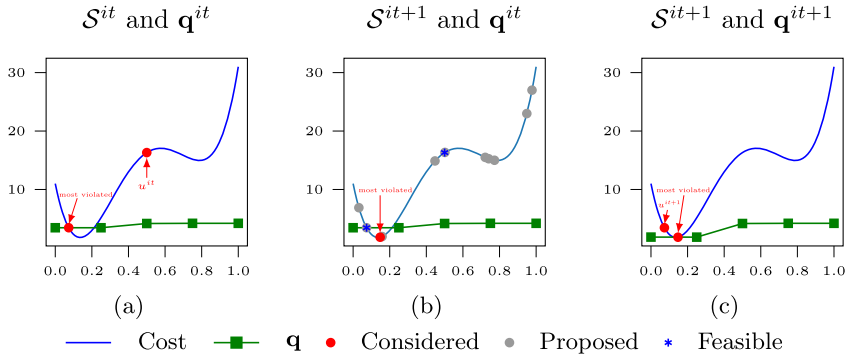 𝒮^{it} and q^{it}
𝒮^{it+1} and q^{it}
𝒮^{it+1} and q^{it+1}
30
20
10
most violated
u^{it}
0.0 0.2 0.4 0.6 0.8 1.0
(a)
30
20
10
most violated
0.0 0.2 0.4 0.6 0.8 1.0
(b)
30
20
10
most violated
u^{it+1}
0.0 0.2 0.4 0.6 0.8 1.0
(c)
Cost q Considered Proposed Feasible